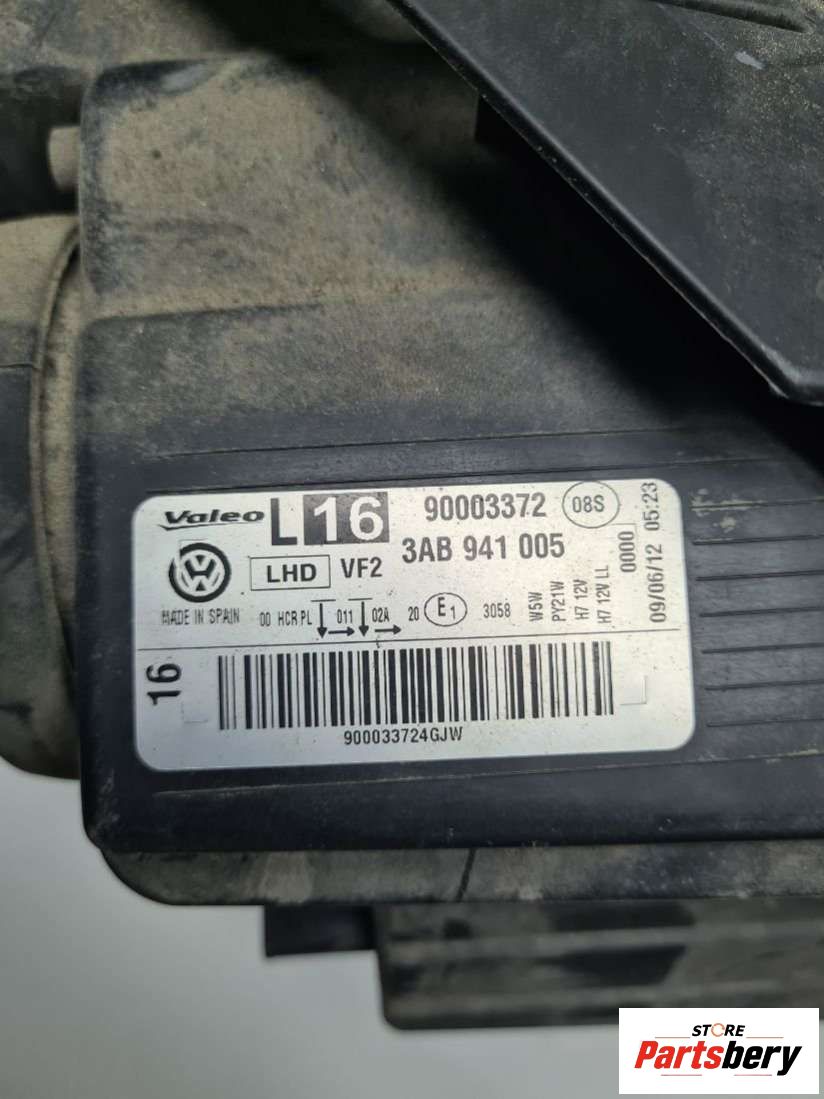 Valeo L 16 90003372 08S
LHD VF2 3AB 941 005
MADE IN SPAIN 00 HCR PL 011 02A 20 E1 3058
W5W
PY21W
H7 12V
H7 12V LL
0000
09/06/12 05:23
16
900033724GJW
STORE
Partsbery